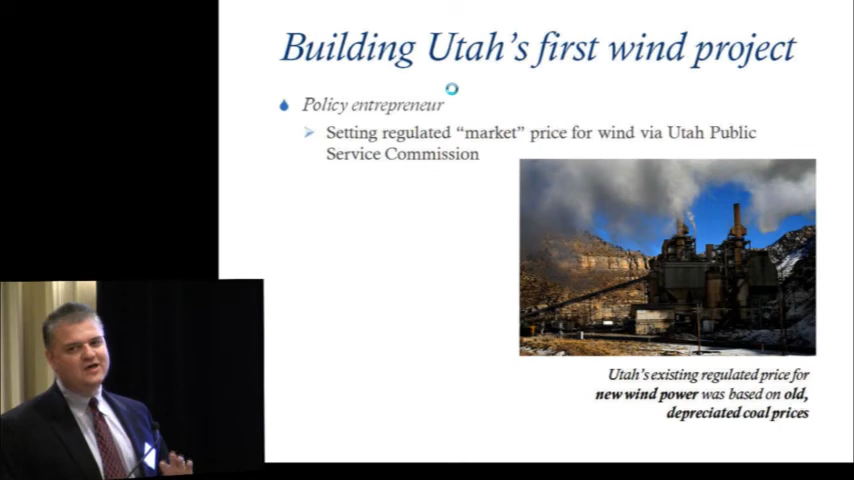 Building Utah's first wind project
Policy entrepreneur
Setting regulated "market" price for wind via Utah Public
Service Commission
Utah's existing regulated price for
new wind power was based on old,
depreciated coal prices